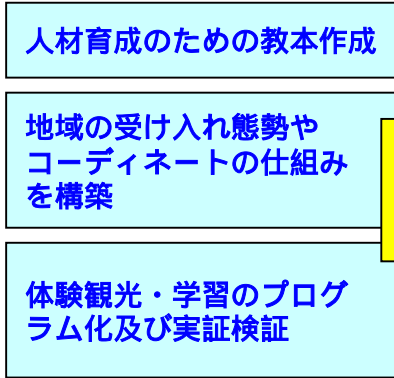 人材育成のための教本作成
地域の受け入れ態勢や
コーディネートの仕組み
を構築
体験観光・学習のプログ
ラム化及び実証検証